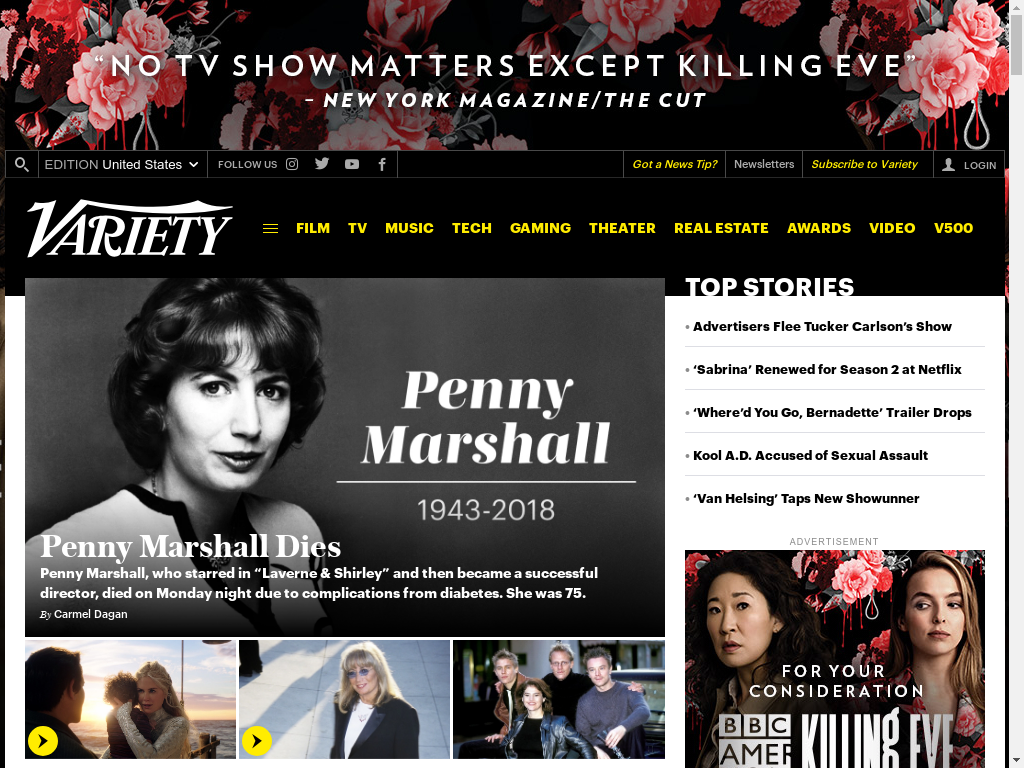 “NO TV SHOW MATTERS EXCEPT KILLING EVE”
– NEW YORK MAGAZINE/THE CUT
EDITION United States
FOLLOW US
Got a News Tip?
Newsletters
Subscribe to Variety
LOGIN
VARIETY
FILM TV MUSIC TECH GAMING THEATER REAL ESTATE AWARDS VIDEO V500
Penny
Marshall
1943-2018
Penny Marshall Dies
Penny Marshall, who starred in “Laverne & Shirley” and then became a successful
director, died on Monday night due to complications from diabetes. She was 75.
By Carmel Dagan
TOP STORIES
• Advertisers Flee Tucker Carlson’s Show
• ‘Sabrina’ Renewed for Season 2 at Netflix
• ‘Where’d You Go, Bernadette’ Trailer Drops
• Kool A.D. Accused of Sexual Assault
• ‘Van Helsing’ Taps New Showunner
ADVERTISEMENT
FOR YOUR
CONSIDERATION
BBC
AMER
KILLING EVE